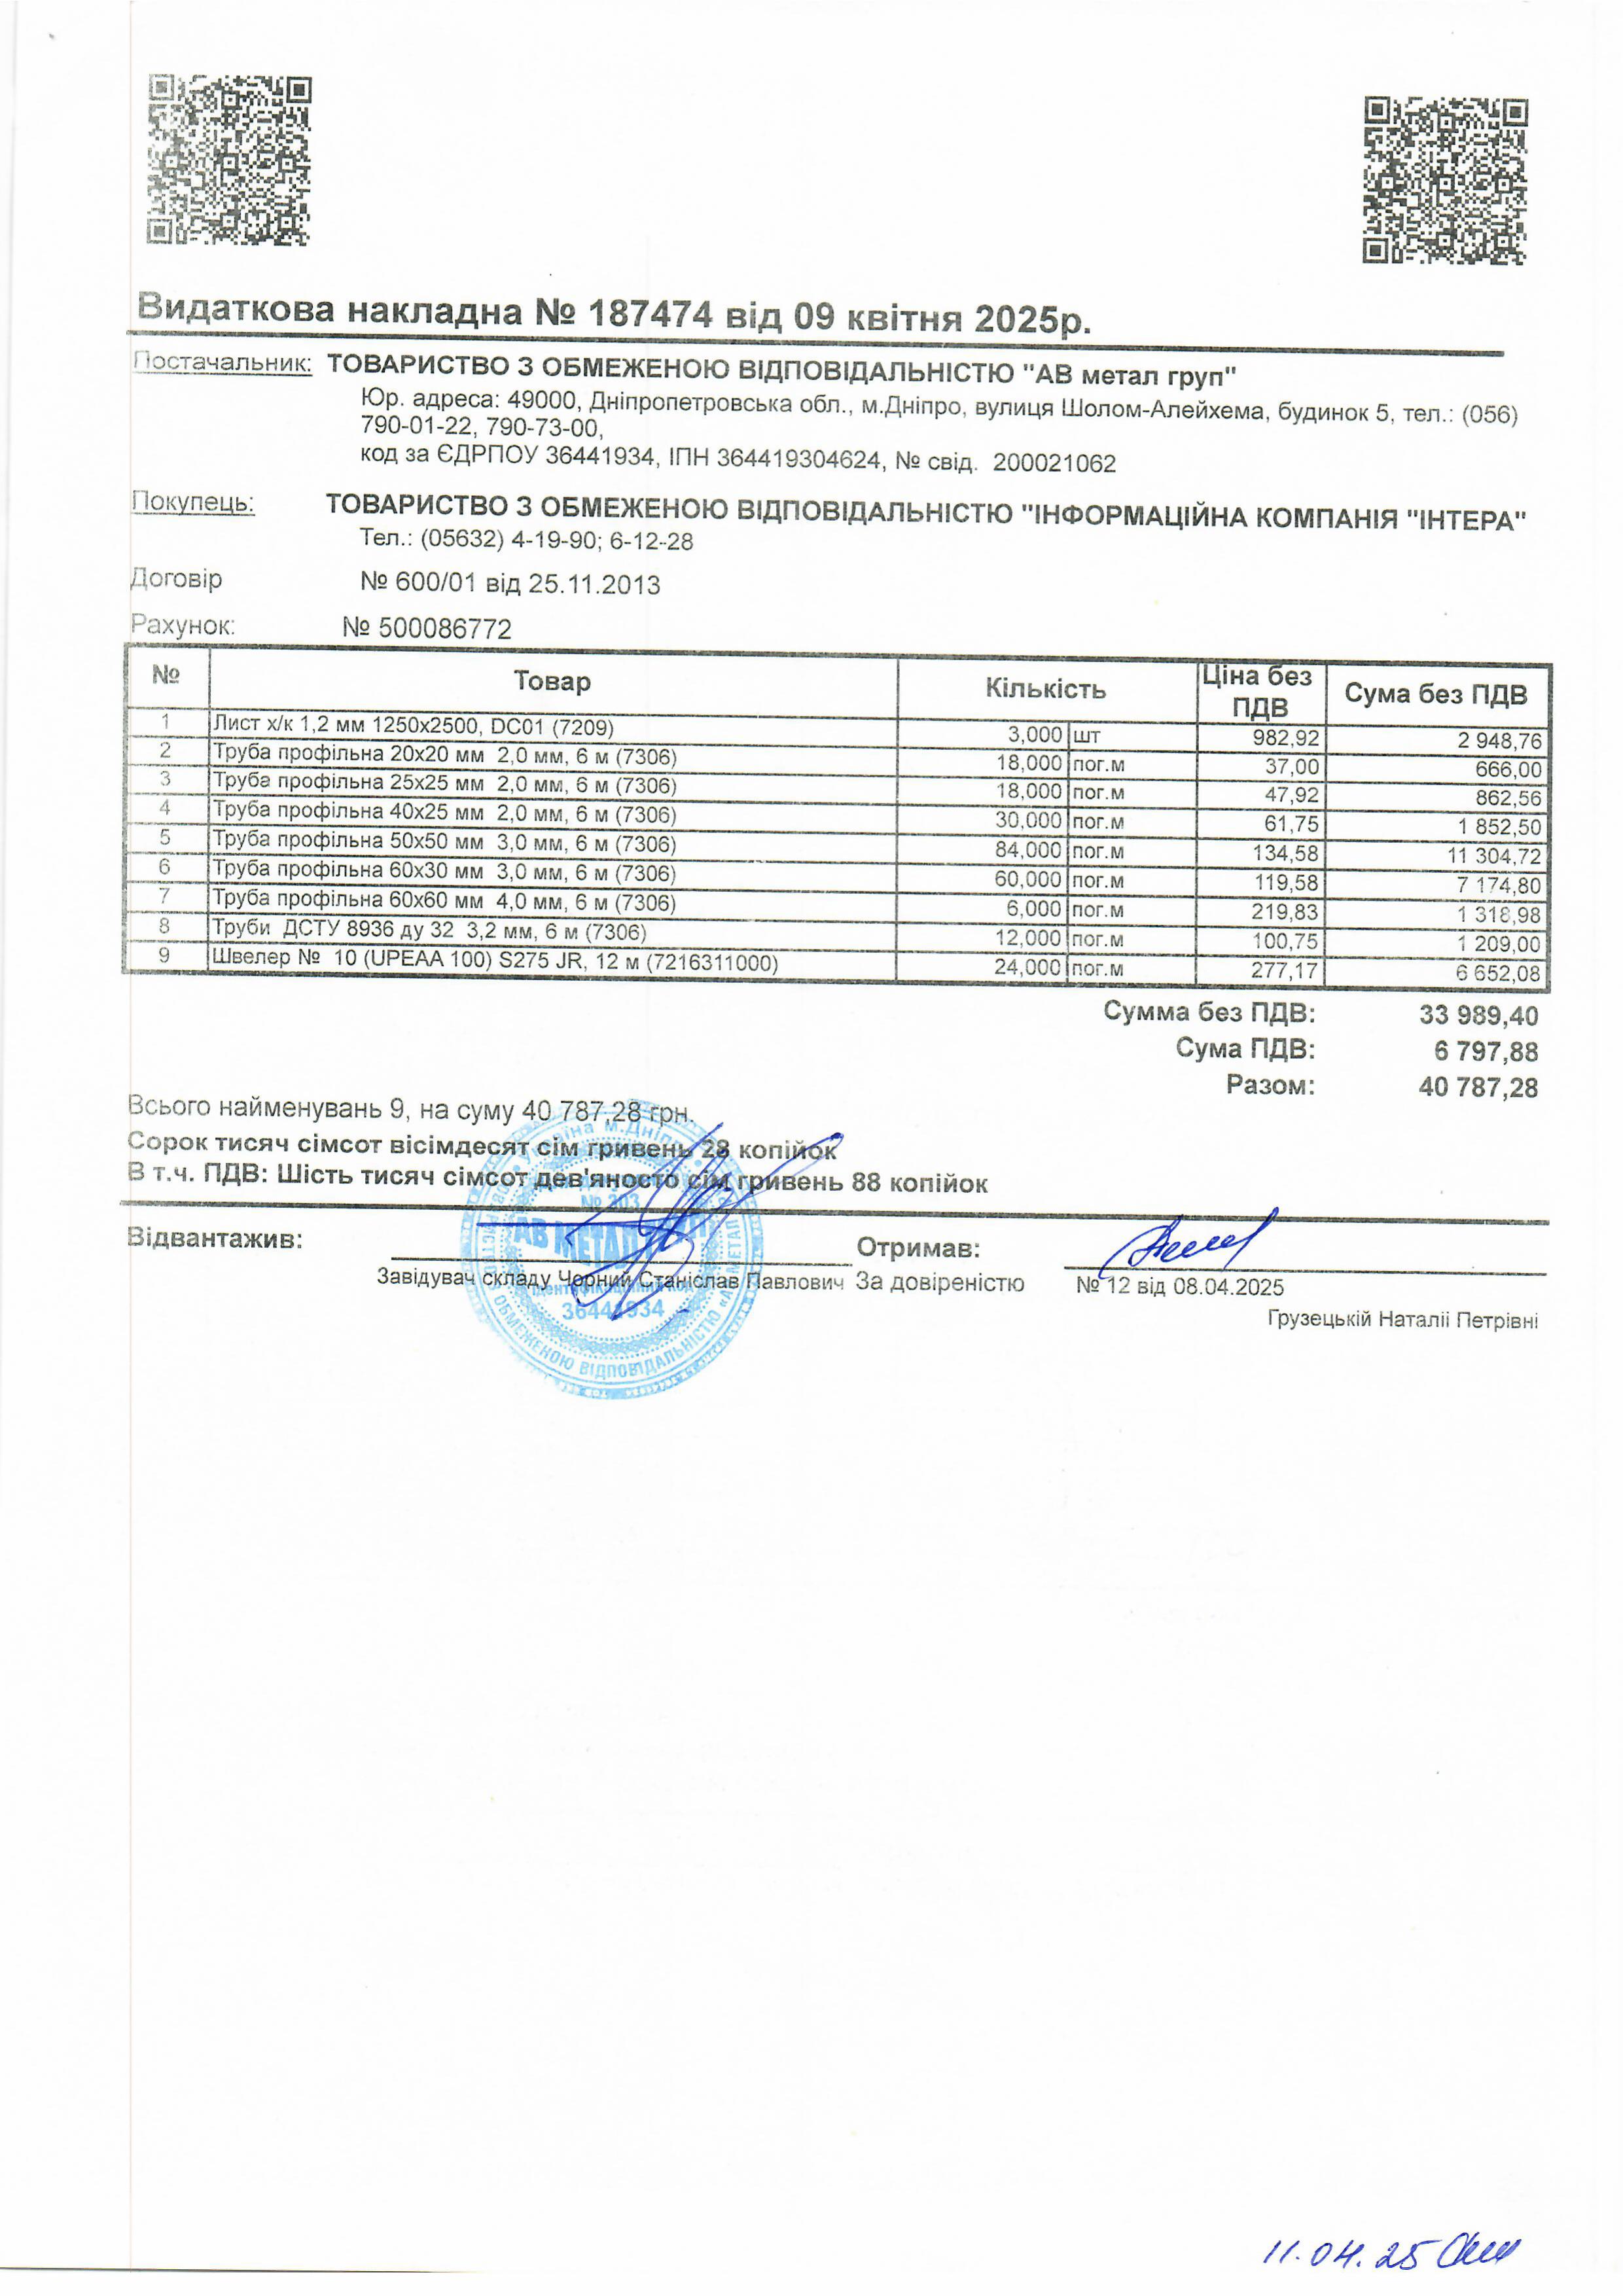 Видаткова накладна № 187474 від 09 квітня 2025р.
Постачальник: ТОВАРИСТВО З ОБМЕЖЕНОЮ ВІДПОВІДАЛЬНІСТЮ "АВ метал груп"
Юр. адреса: 49000, Дніпропетровська обл., м.Дніпро, вулиця Шолом-Алейхема, будинок 5, тел.: (056)
790-01-22, 790-73-00,
код за ЄДРПОУ 36441934, ІПН 364419304624, № свід. 200021062
Покупець: ТОВАРИСТВО З ОБМЕЖЕНОЮ ВІДПОВІДАЛЬНІСТЮ "ІНФОРМАЦІЙНА КОМПАНІЯ "ІНТЕРА"
Тел.: (05632) 4-19-90; 6-12-28
Договір № 600/01 від 25.11.2013
Рахунок: № 500086772
№ Товар Кількість Ціна без ПДВ Сума без ПДВ
1 Лист х/к 1,2 мм 1250х2500, DC01 (7209) 3,000 шт 982,92 2 948,76
2 Труба профільна 20х20 мм 2,0 мм, 6 м (7306) 18,000 пог.м 37,00 666,00
3 Труба профільна 25х25 мм 2,0 мм, 6 м (7306) 18,000 пог.м 47,92 862,56
4 Труба профільна 40х25 мм 2,0 мм, 6 м (7306) 30,000 пог.м 61,75 1 852,50
5 Труба профільна 50х50 мм 3,0 мм, 6 м (7306) 84,000 пог.м 134,58 11 304,72
6 Труба профільна 60х30 мм 3,0 мм, 6 м (7306) 60,000 пог.м 119,58 7 174,80
7 Труба профільна 60х60 мм 4,0 мм, 6 м (7306) 6,000 пог.м 219,83 1 318,98
8 Труби ДСТУ 8936 ду 32 3,2 мм, 6 м (7306) 12,000 пог.м 100,75 1 209,00
9 Швелер № 10 (UPEAA 100) S275 JR, 12 м (7216311000) 24,000 пог.м 277,17 6 652,08
Сумма без ПДВ: 33 989,40
Сума ПДВ: 6 797,88
Разом: 40 787,28
Всього найменувань 9, на суму 40 787,28 грн.
Сорок тисяч сімсот вісімдесят сім гривень 28 копійок
В т.ч. ПДВ: Шість тисяч сімсот дев'яносто сім гривень 88 копійок
Відвантажив: Отримав:
Завідувач складу Чорний Станіслав Павлович За довіреністю № 12 від 08.04.2025
Грузецькій Наталії Петрівні
Україна м.Дніпро
№ 303
АВ МЕТАЛ
36441934
ОБМЕЖЕНОЮ ВІДПОВІДАЛЬНІСТЮ
11.04.25